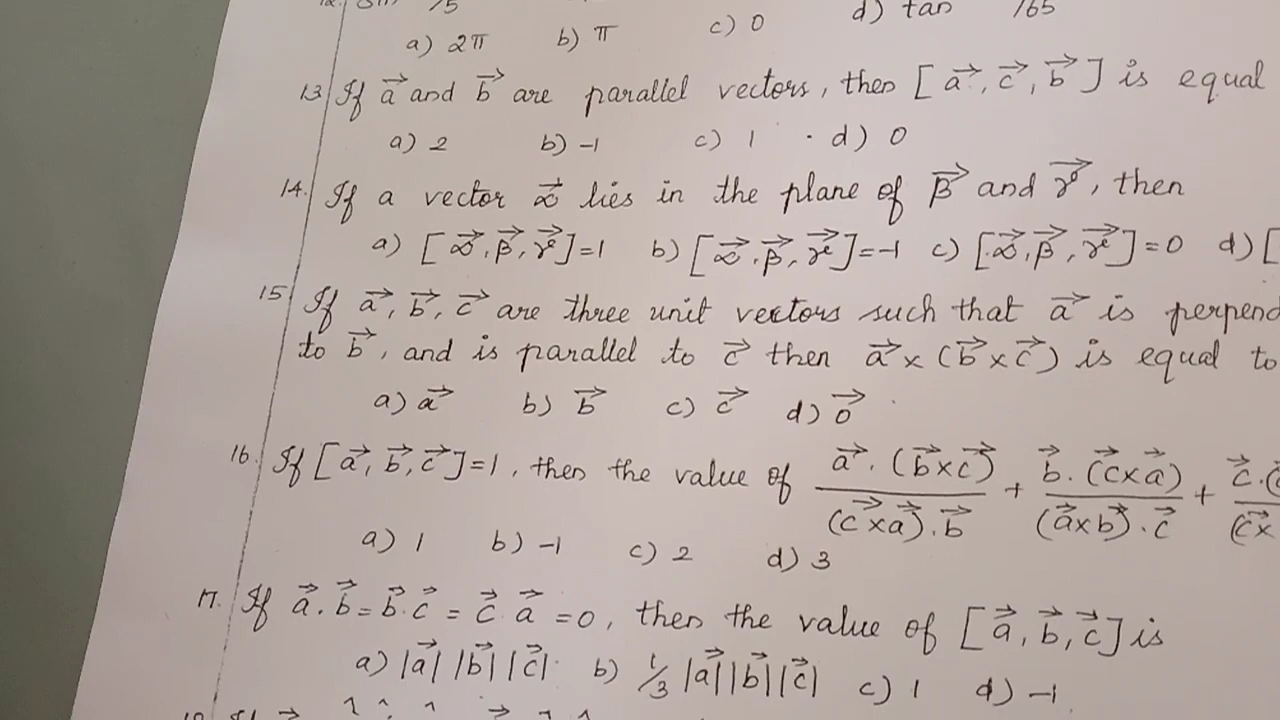 a) 2π b) π c) 0 d) tan 165
13. If a⃗ and b⃗ are parallel vectors, then [a⃗, c⃗, b⃗] is equal
a) 2 b) -1 c) 1 d) 0
14. If a vector α⃗ lies in the plane of β⃗ and γ⃗, then
a) [α⃗, β⃗, γ⃗]=1 b) [α⃗, β⃗, γ⃗]=-1 c) [α⃗, β⃗, γ⃗]=0 d) [
15. If a⃗, b⃗, c⃗ are three unit vectors such that a⃗ is perpend
to b⃗, and is parallel to c⃗ then a⃗ x (b⃗ x c⃗) is equal to
a) a⃗ b) b⃗ c) c⃗ d) 0⃗
16. If [a⃗, b⃗, c⃗]=1, then the value of a⃗ . (b⃗ x c⃗) / (c⃗ x a⃗) . b⃗ + b⃗ . (c⃗ x a⃗) / (a⃗ x b⃗) . c⃗ + c⃗ . ( / (c⃗ x
a) 1 b) -1 c) 2 d) 3
17. If a⃗ . b⃗ = b⃗ . c⃗ = c⃗ . a⃗ = 0, then the value of [a⃗, b⃗, c⃗] is
a) |a⃗| |b⃗| |c⃗| b) 1/3 |a⃗| |b⃗| |c⃗| c) 1 d) -1